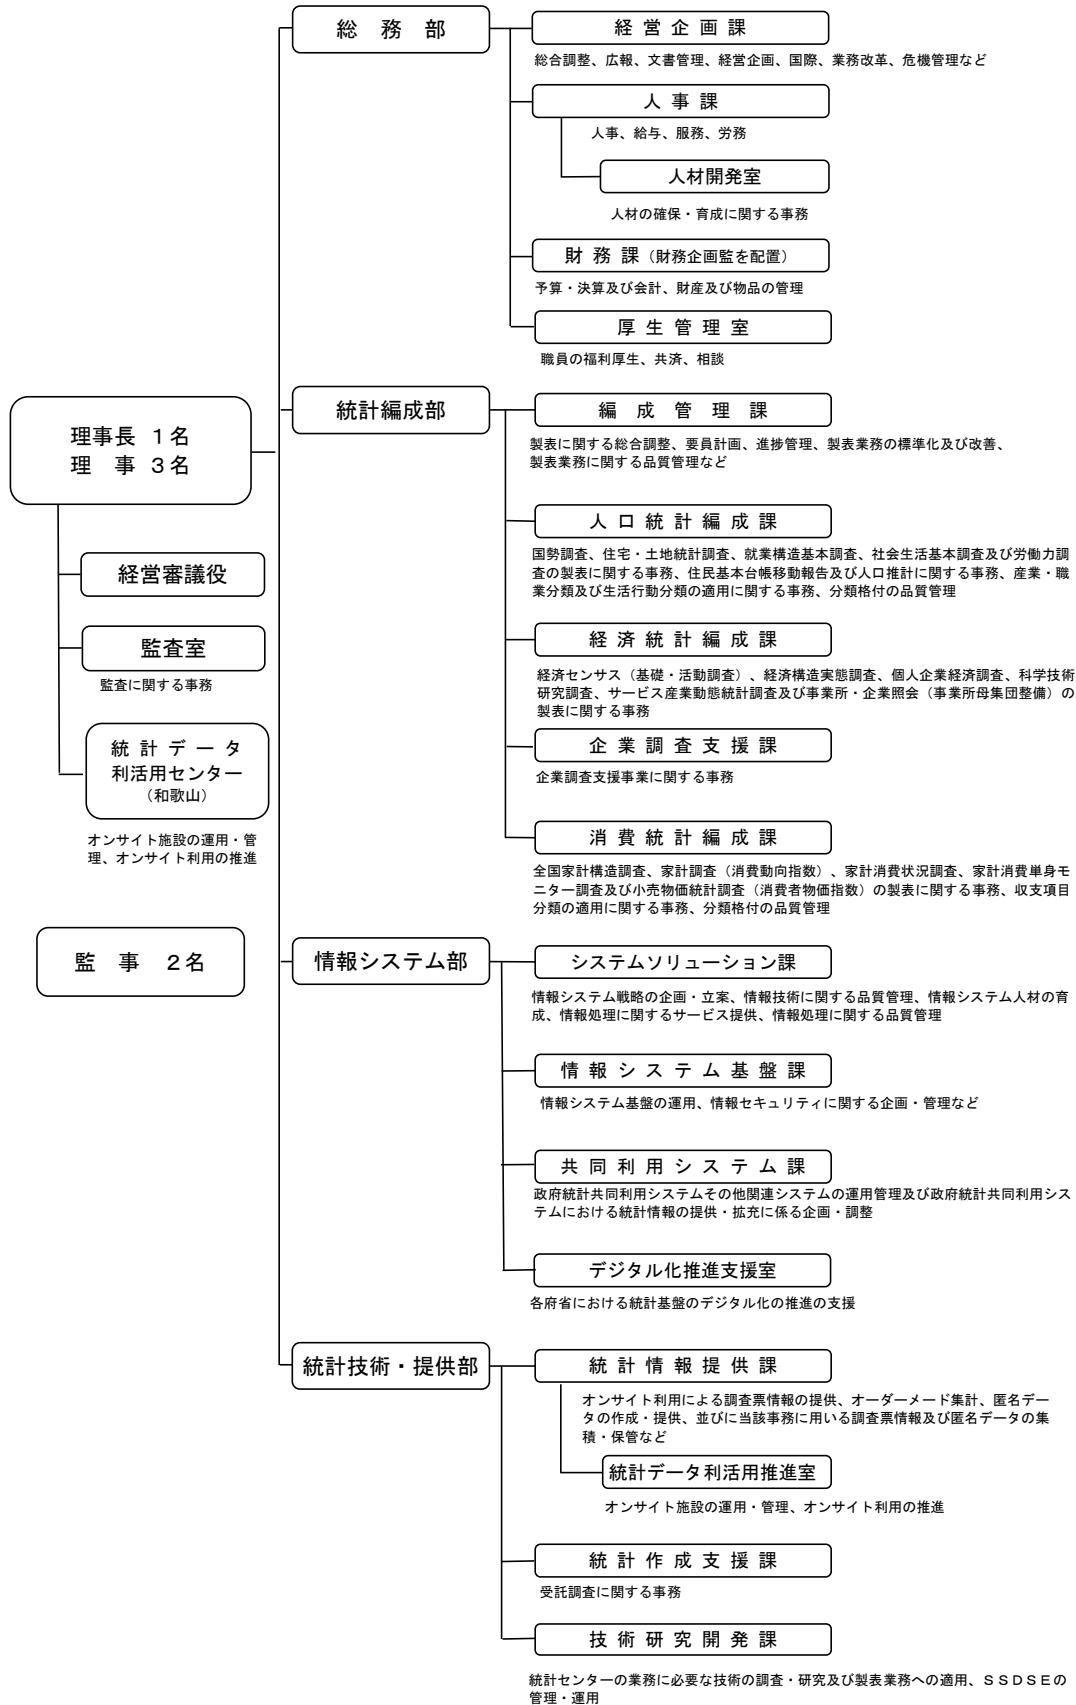 総　務　部
経 営 企 画 課
総合調整、広報、文書管理、経営企画、国際、業務改革、危機管理など
人 事 課
人事、給与、服務、労務
人材開発室
人材の確保・育成に関する事務
財 務 課（財務企画監を配置）
予算・決算及び会計、財産及び物品の管理
厚 生 管 理 室
職員の福利厚生、共済、相談
理事長 １名
理　事 ３名
経営審議役
監査室
監査に関する事務
統 計 デ ー タ
利活用センター
（和歌山）
オンサイト施設の運用・管
理、オンサイト利用の推進
監　事　２名
統計編成部
編　成　管　理　課
製表に関する総合調整、要員計画、進捗管理、製表業務の標準化及び改善、
製表業務に関する品質管理など
人 口 統 計 編 成 課
国勢調査、住宅・土地統計調査、就業構造基本調査、社会生活基本調査及び労働力調
査の製表に関する事務、住民基本台帳移動報告及び人口推計に関する事務、産業・職
業分類及び生活行動分類の適用に関する事務、分類格付の品質管理
経 済 統 計 編 成 課
経済センサス（基礎・活動調査）、経済構造実態調査、個人企業経済調査、科学技術
研究調査、サービス産業動態統計調査及び事業所・企業照会（事業所母集団整備）の
製表に関する事務
企 業 調 査 支 援 課
企業調査支援事業に関する事務
消 費 統 計 編 成 課
全国家計構造調査、家計調査（消費動向指数）、家計消費状況調査、家計消費単身モ
ニター調査及び小売物価統計調査（消費者物価指数）の製表に関する事務、収支項目
分類の適用に関する事務、分類格付の品質管理
情報システム部
システムソリューション課
情報システム戦略の企画・立案、情報技術に関する品質管理、情報システム人材の育
成、情報処理に関するサービス提供、情報処理に関する品質管理
情 報 シ ス テ ム 基 盤 課
情報システム基盤の運用、情報セキュリティに関する企画・管理など
共 同 利 用 シ ス テ ム 課
政府統計共同利用システムその他関連システムの運用管理及び政府統計共同利用シス
テムにおける統計情報の提供・拡充に係る企画・調整
デジタル化推進支援室
各府省における統計基盤のデジタル化の推進の支援
統計技術・提供部
統 計 情 報 提 供 課
オンサイト利用による調査票情報の提供、オーダーメード集計、匿名デー
タの作成・提供、並びに当該事務に用いる調査票情報及び匿名データの集
積・保管など
統計データ利活用推進室
オンサイト施設の運用・管理、オンサイト利用の推進
統 計 作 成 支 援 課
受託調査に関する事務
技 術 研 究 開 発 課
統計センターの業務に必要な技術の調査・研究及び製表業務への適用、ＳＳＤＳＥの
管理・運用